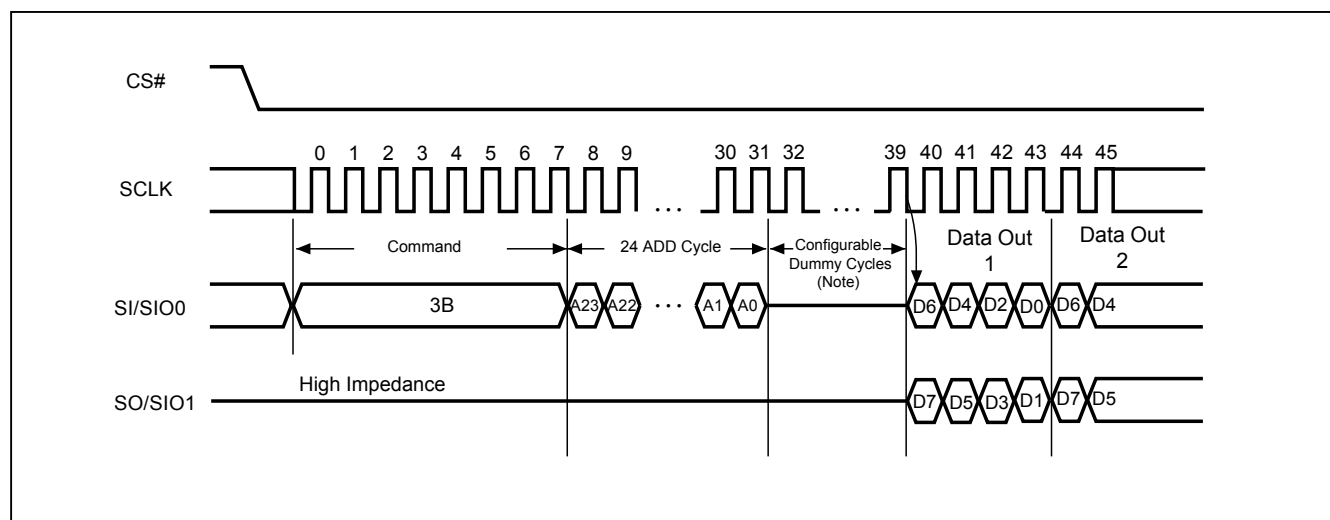 CS#
0 1 2 3 4 5 6 7 8 9 30 31 32 39 40 41 42 43 44 45
SCLK
... ...
Command
24 ADD Cycle
Configurable
Dummy Cycles
(Note)
Data Out
1
Data Out
2
SI/SIO0
3B
A23 A22 ... A1 A0
D6 D4 D2 D0 D6 D4
High Impedance
SO/SIO1
D7 D5 D3 D1 D7 D5